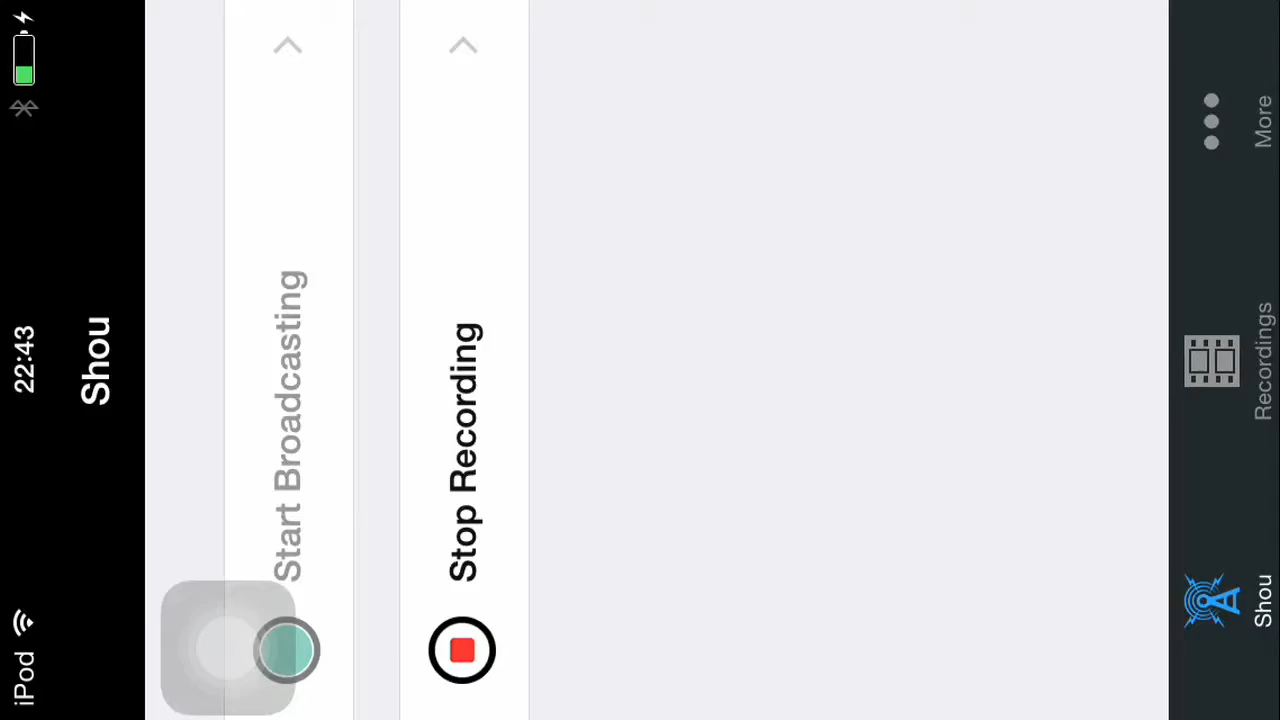 iPod 22:43
Shou
Start Broadcasting
Stop Recording
Shou Recordings More